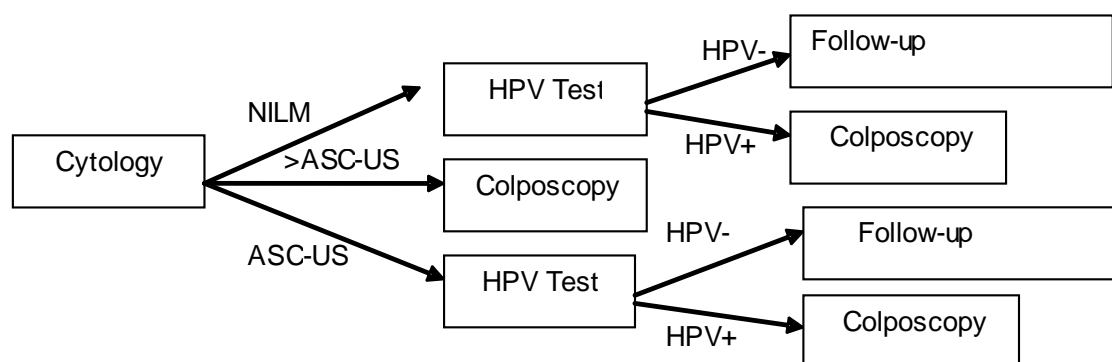 Cytology
NILM
>ASC-US
ASC-US
HPV Test
Colposcopy
HPV Test
HPV-
HPV+
HPV-
HPV+
Follow-up
Colposcopy
Follow-up
Colposcopy